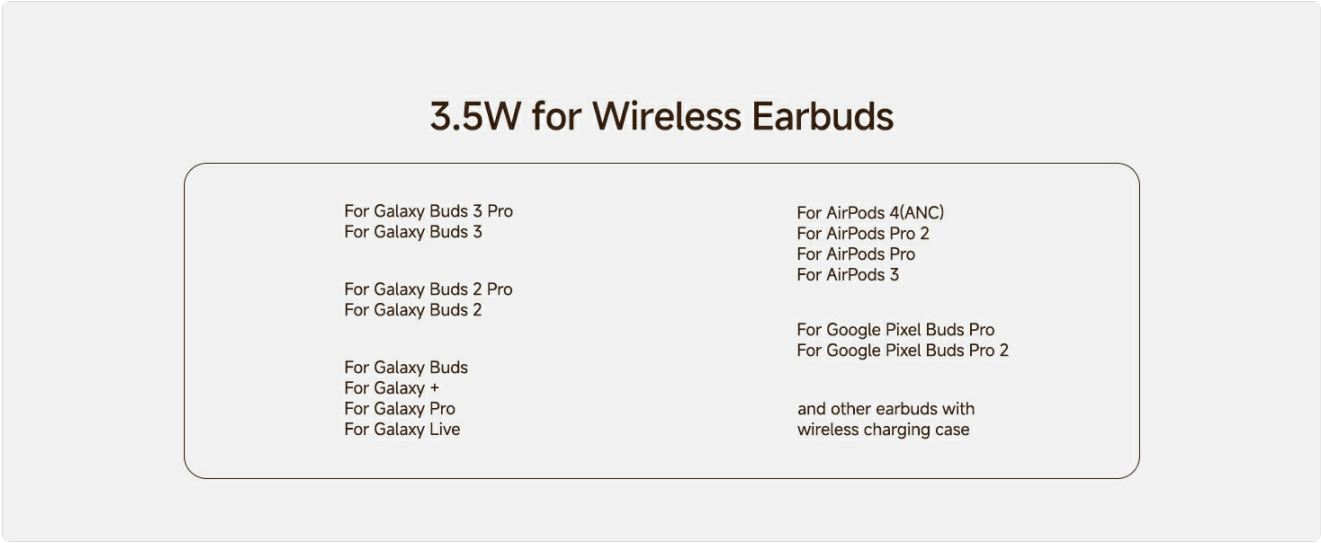 3.5W for Wireless Earbuds
For Galaxy Buds 3 Pro
For Galaxy Buds 3
For Galaxy Buds 2 Pro
For Galaxy Buds 2
For Galaxy Buds
For Galaxy +
For Galaxy Pro
For Galaxy Live
For AirPods 4(ANC)
For AirPods Pro 2
For AirPods Pro
For AirPods 3
For Google Pixel Buds Pro
For Google Pixel Buds Pro 2
and other earbuds with
wireless charging case